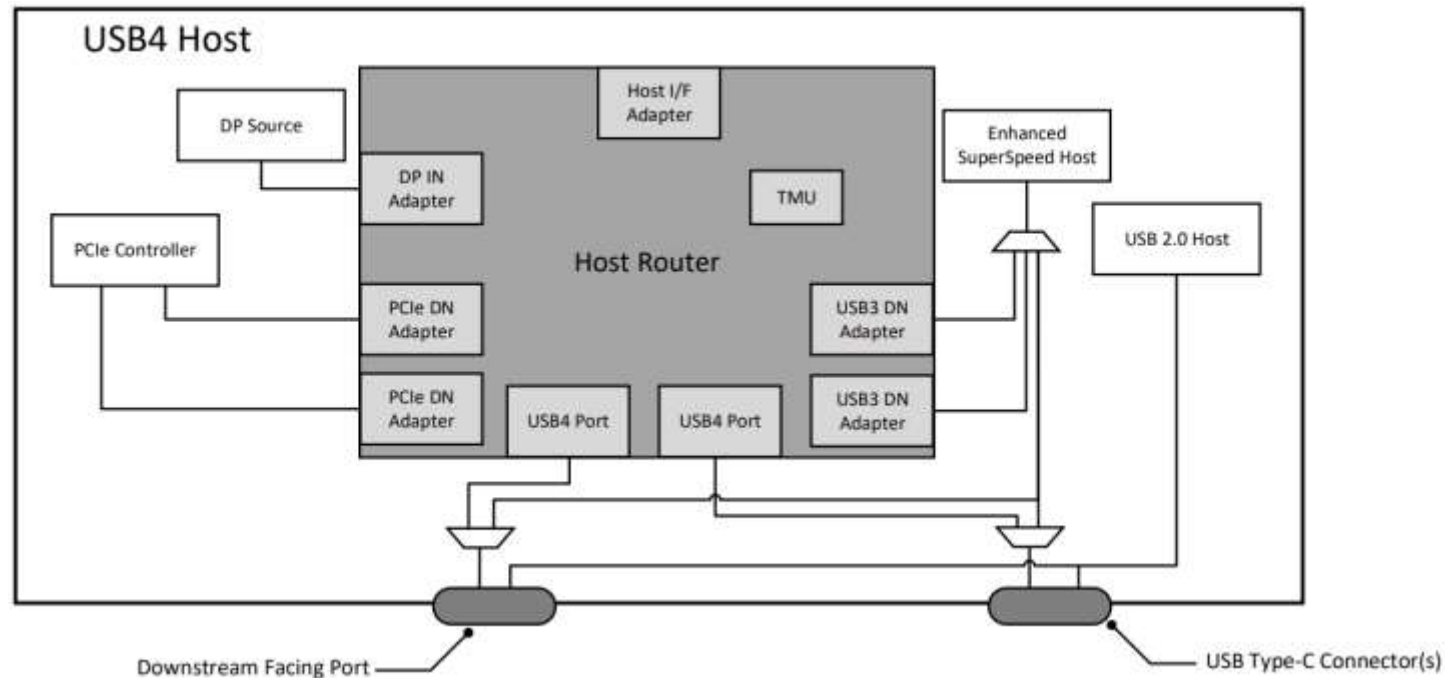 USB4 Host
Host I/F
Adapter
DP Source
Enhanced
SuperSpeed Host
DP IN
Adapter
TMU
PCIe Controller
USB 2.0 Host
Host Router
PCIe DN
Adapter
USB3 DN
Adapter
PCIe DN
Adapter
USB4 Port
USB4 Port
USB3 DN
Adapter
Downstream Facing Port
USB Type-C Connector(s)